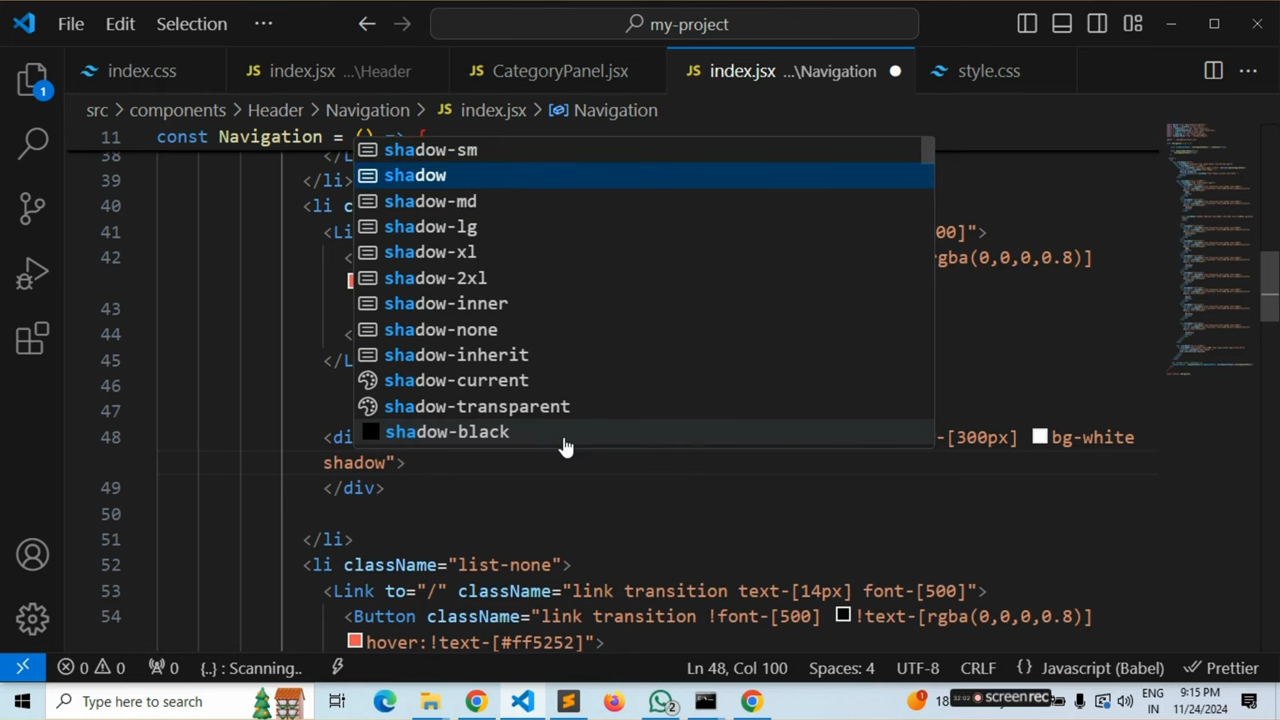 File Edit Selection ··· my-project
index.css index.jsx ...\Header CategoryPanel.jsx index.jsx ...\Navigation style.css
src > components > Header > Navigation > index.jsx > Navigation
11 const Navigation = () => {
shadow-sm
38
shadow
39 </li>
shadow-md
40 <li c
shadow-lg
41 <Li 00]">
shadow-xl
42 < rgba(0,0,0,0.8)]
shadow-2xl
43
shadow-inner
44 <
shadow-none
45 </L
shadow-inherit
46
shadow-current
47
shadow-transparent
48 <di -[300px] bg-white
shadow-black
shadow">
49 </div>
50
51 </li>
52 <li className="list-none">
53 <Link to="/" className="link transition text-[14px] font-[500]">
54 <Button className="link transition !font-[500] !text-[rgba(0,0,0,0.8)]
hover:!text-[#ff5252]">
1
0 0 0 {..}: Scanning.. Ln 48, Col 100 Spaces: 4 UTF-8 CRLF {} Javascript (Babel) Prettier
Type here to search 2 18 32:02 screen rec ENG IN 9:15 PM 11/24/2024